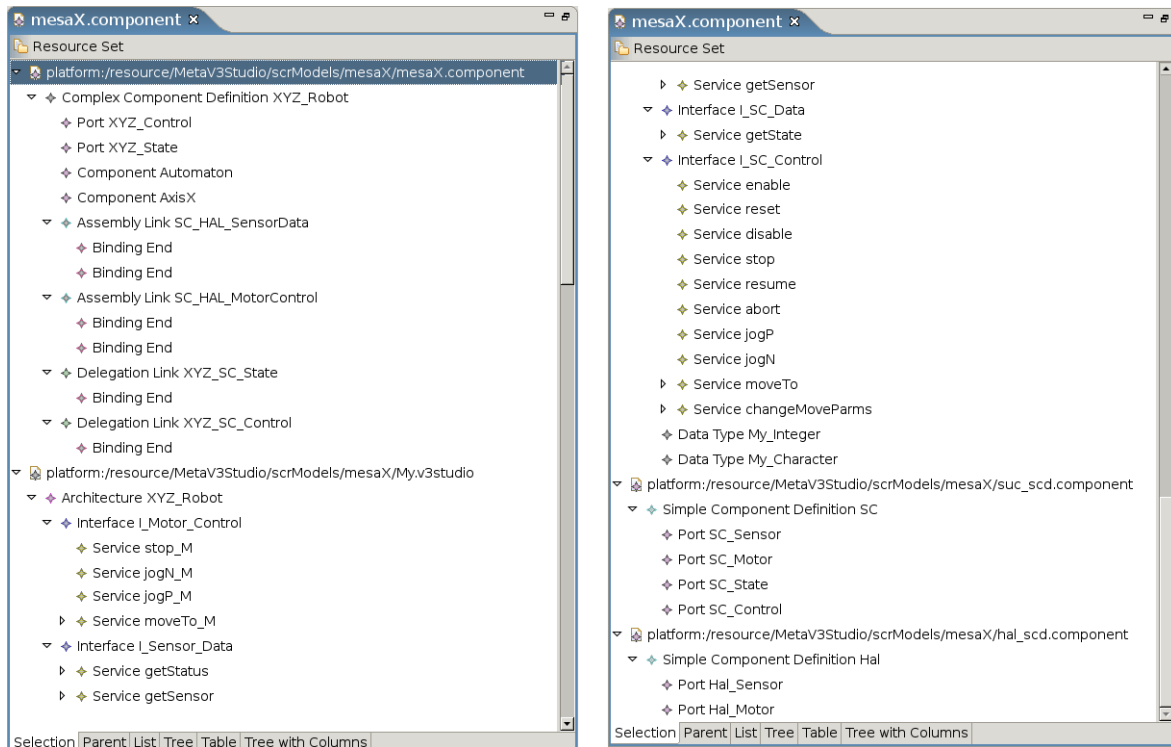 mesaX.component
Resource Set
platform:/resource/MetaV3Studio/scrModels/mesaX/mesaX.component
Complex Component Definition XYZ_Robot
Port XYZ_Control
Port XYZ_State
Component Automaton
Component AxisX
Assembly Link SC_HAL_SensorData
Binding End
Binding End
Assembly Link SC_HAL_MotorControl
Binding End
Binding End
Delegation Link XYZ_SC_State
Binding End
Delegation Link XYZ_SC_Control
Binding End
platform:/resource/MetaV3Studio/scrModels/mesaX/My.v3studio
Architecture XYZ_Robot
Interface I_Motor_Control
Service stop_M
Service jogN_M
Service jogP_M
Service moveTo_M
Interface I_Sensor_Data
Service getStatus
Service getSensor
Selection Parent List Tree Table Tree with Columns
mesaX.component
Resource Set
Service getSensor
Interface I_SC_Data
Service getState
Interface I_SC_Control
Service enable
Service reset
Service disable
Service stop
Service resume
Service abort
Service jogP
Service jogN
Service moveTo
Service changeMoveParms
Data Type My_Integer
Data Type My_Character
platform:/resource/MetaV3Studio/scrModels/mesaX/suc_scd.component
Simple Component Definition SC
Port SC_Sensor
Port SC_Motor
Port SC_State
Port SC_Control
platform:/resource/MetaV3Studio/scrModels/mesaX/hal_scd.component
Simple Component Definition Hal
Port Hal_Sensor
Port Hal_Motor
Selection Parent List Tree Table Tree with Columns